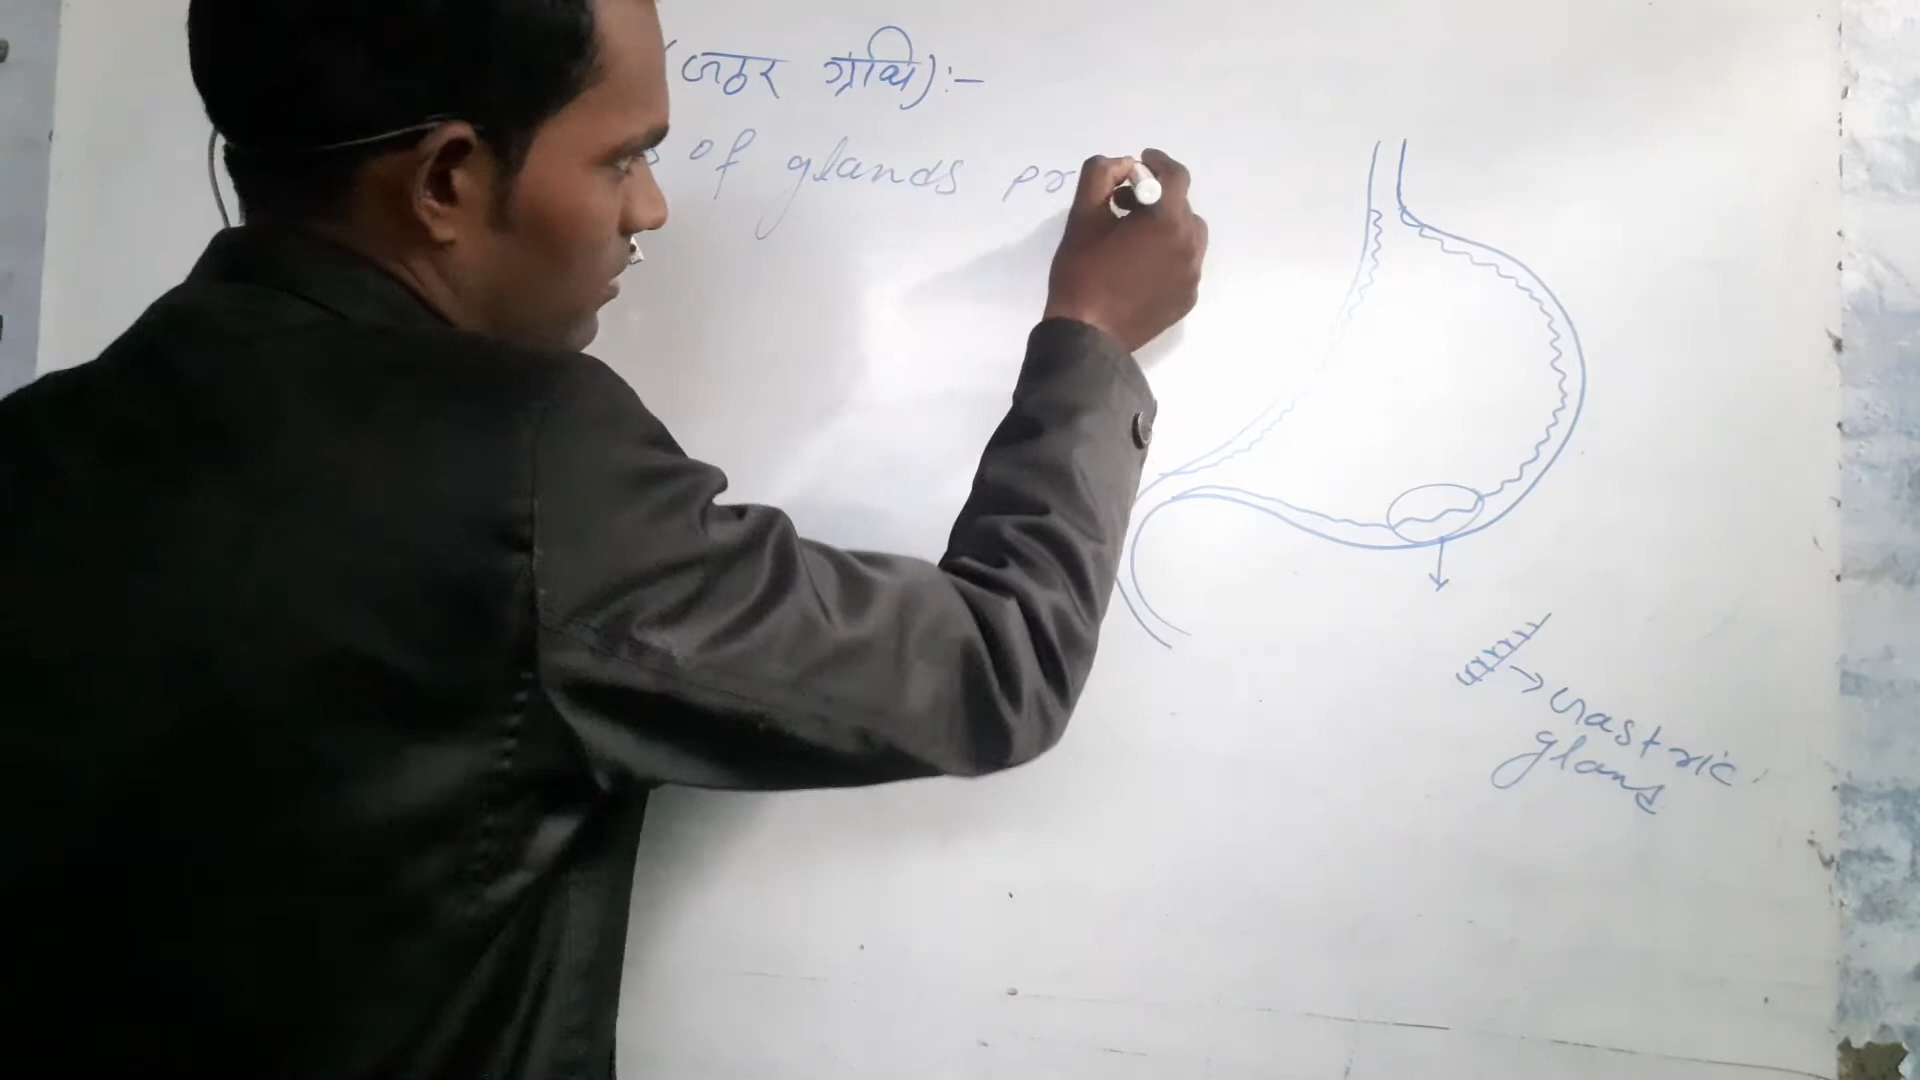 (जठर ग्रंथि):-
of glands pr
→ Gastric
glans